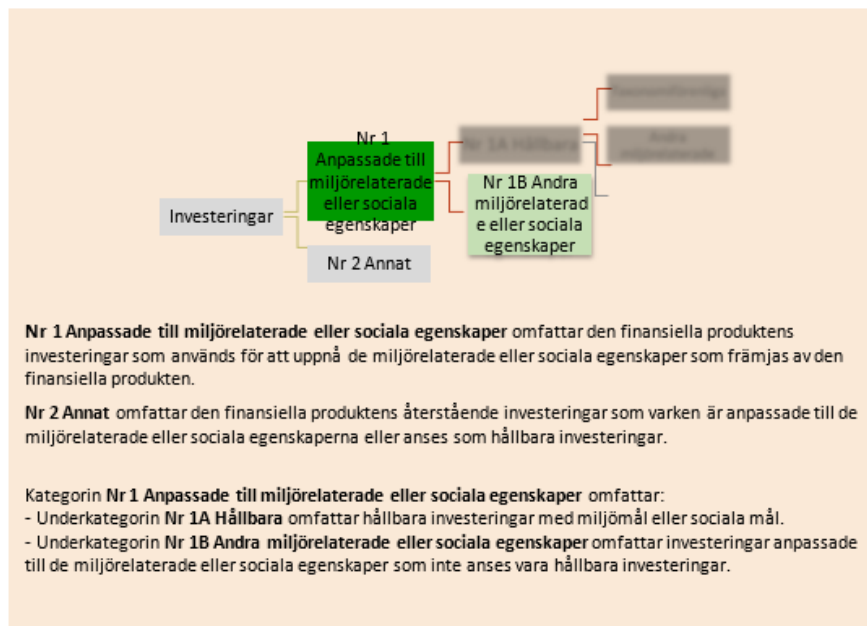 Nr 1
Anpassade till
miljörelaterade
eller sociala
egenskaper
Nr 1A Hållbara
Andra
miljörelaterade
Nr 1B Andra
miljörelaterad
e eller sociala
egenskaper
Investeringar
Nr 2 Annat
Nr 1 Anpassade till miljörelaterade eller sociala egenskaper omfattar den finansiella produktens
investeringar som används för att uppnå de miljörelaterade eller sociala egenskaper som främjas av den
finansiella produkten.
Nr 2 Annat omfattar den finansiella produktens återstående investeringar som varken är anpassade till de
miljörelaterade eller sociala egenskaperna eller anses som hållbara investeringar.
Kategorin Nr 1 Anpassade till miljörelaterade eller sociala egenskaper omfattar:
- Underkategorin Nr 1A Hållbara omfattar hållbara investeringar med miljömål eller sociala mål.
- Underkategorin Nr 1B Andra miljörelaterade eller sociala egenskaper omfattar investeringar anpassade
till de miljörelaterade eller sociala egenskaper som inte anses vara hållbara investeringar.